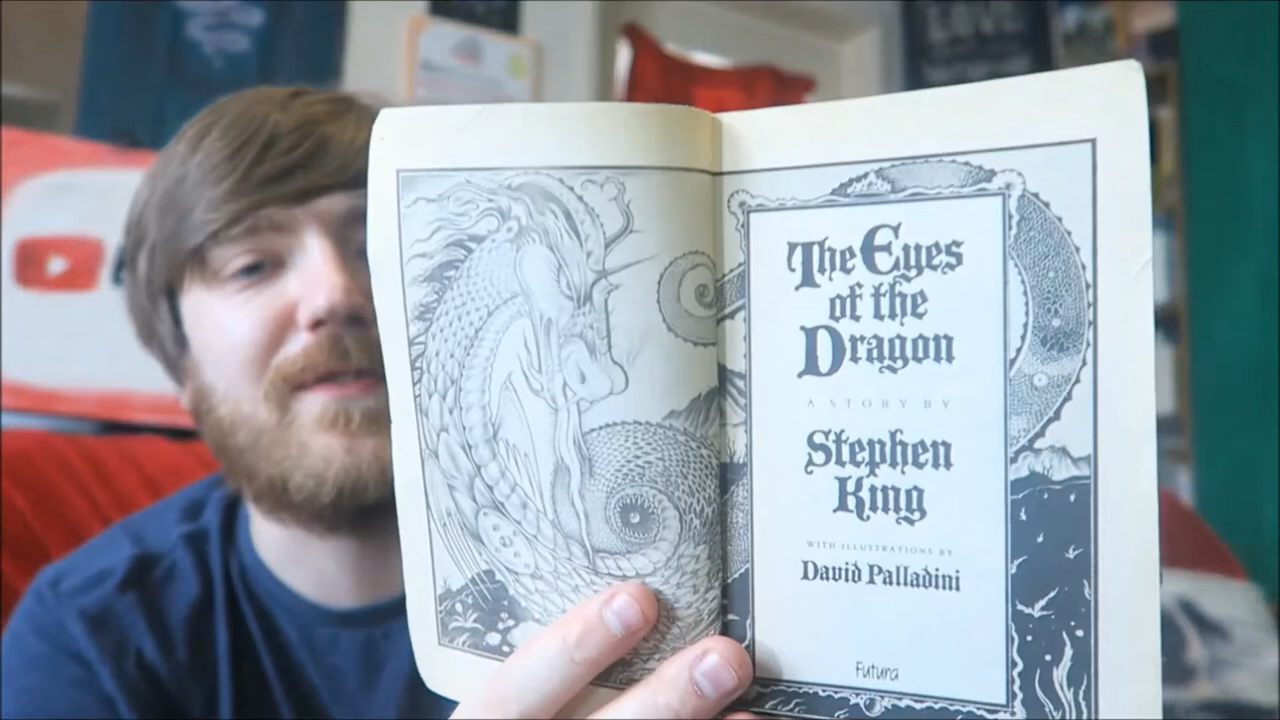 The Eyes
of the
Dragon
A STORY BY
Stephen
King
WITH ILLUSTRATIONS BY
David Palladini
Futura